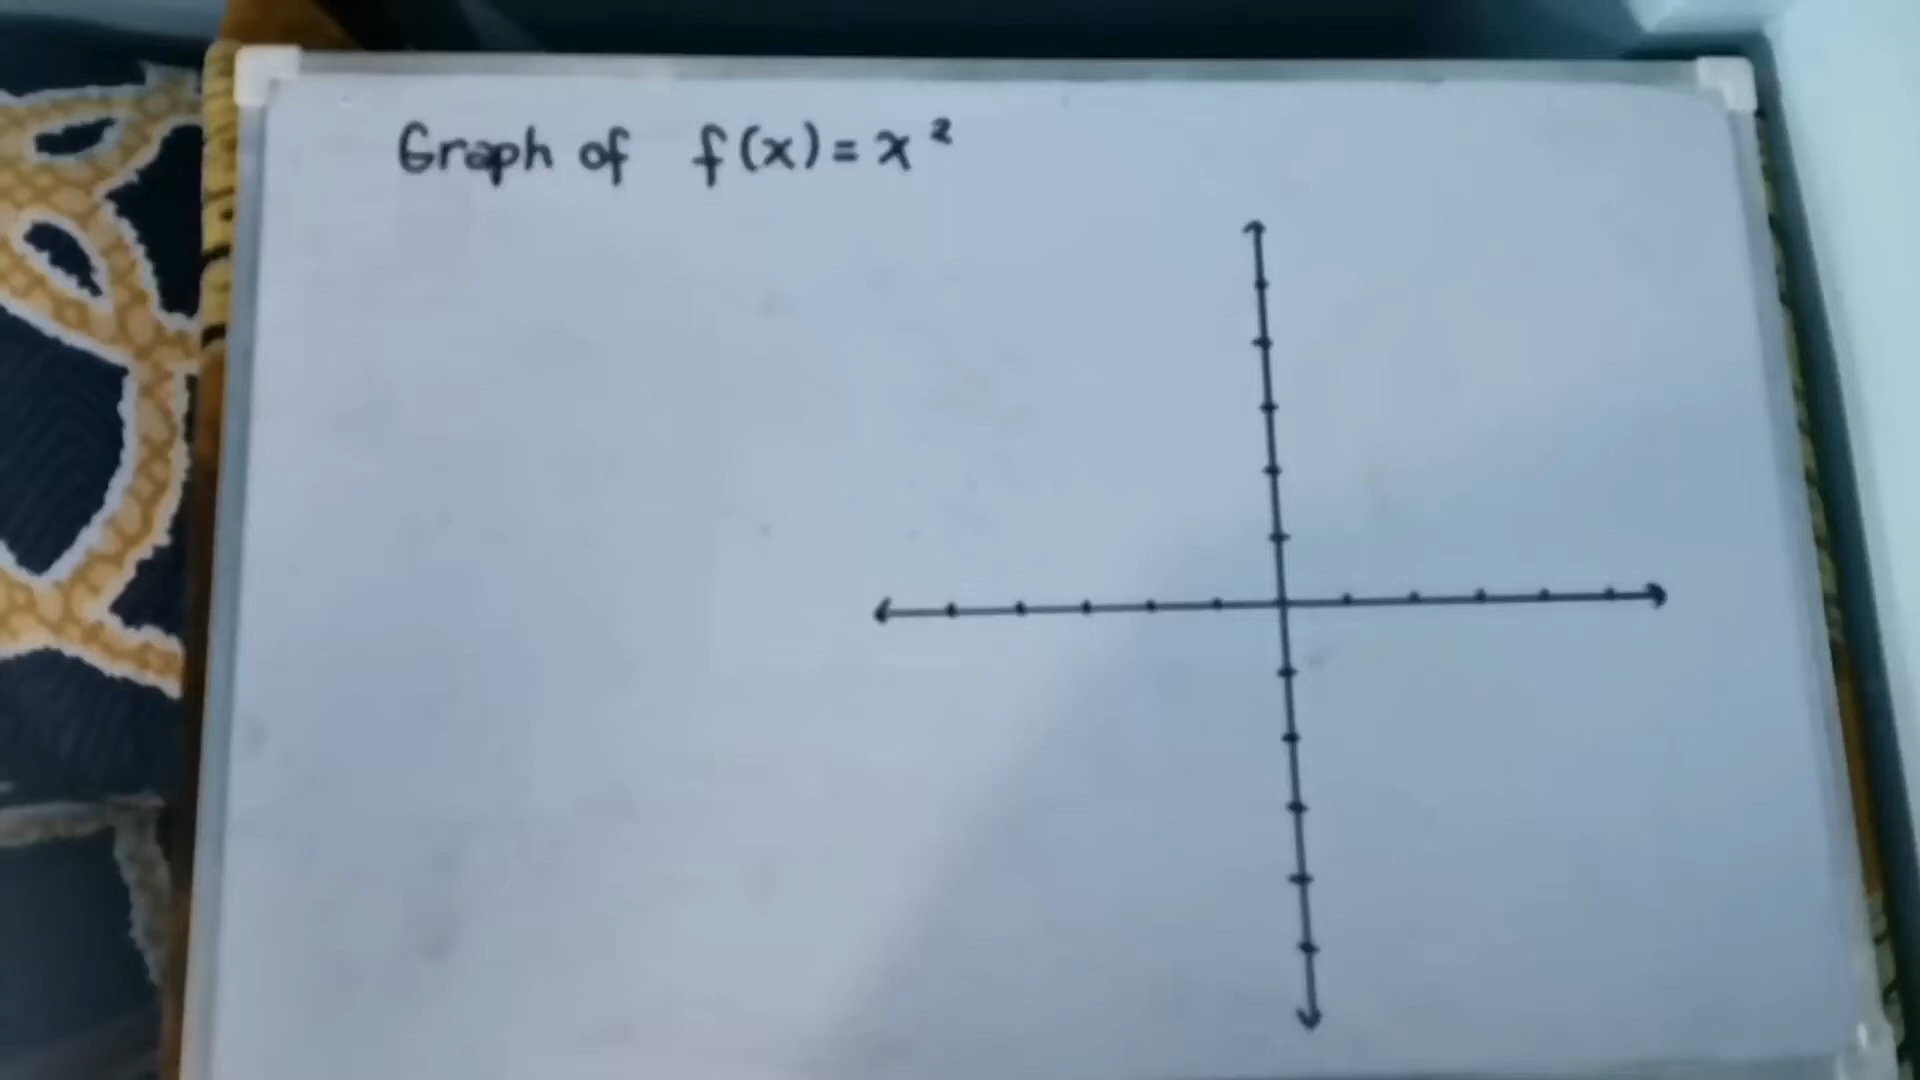 Graph of f(x) = x²